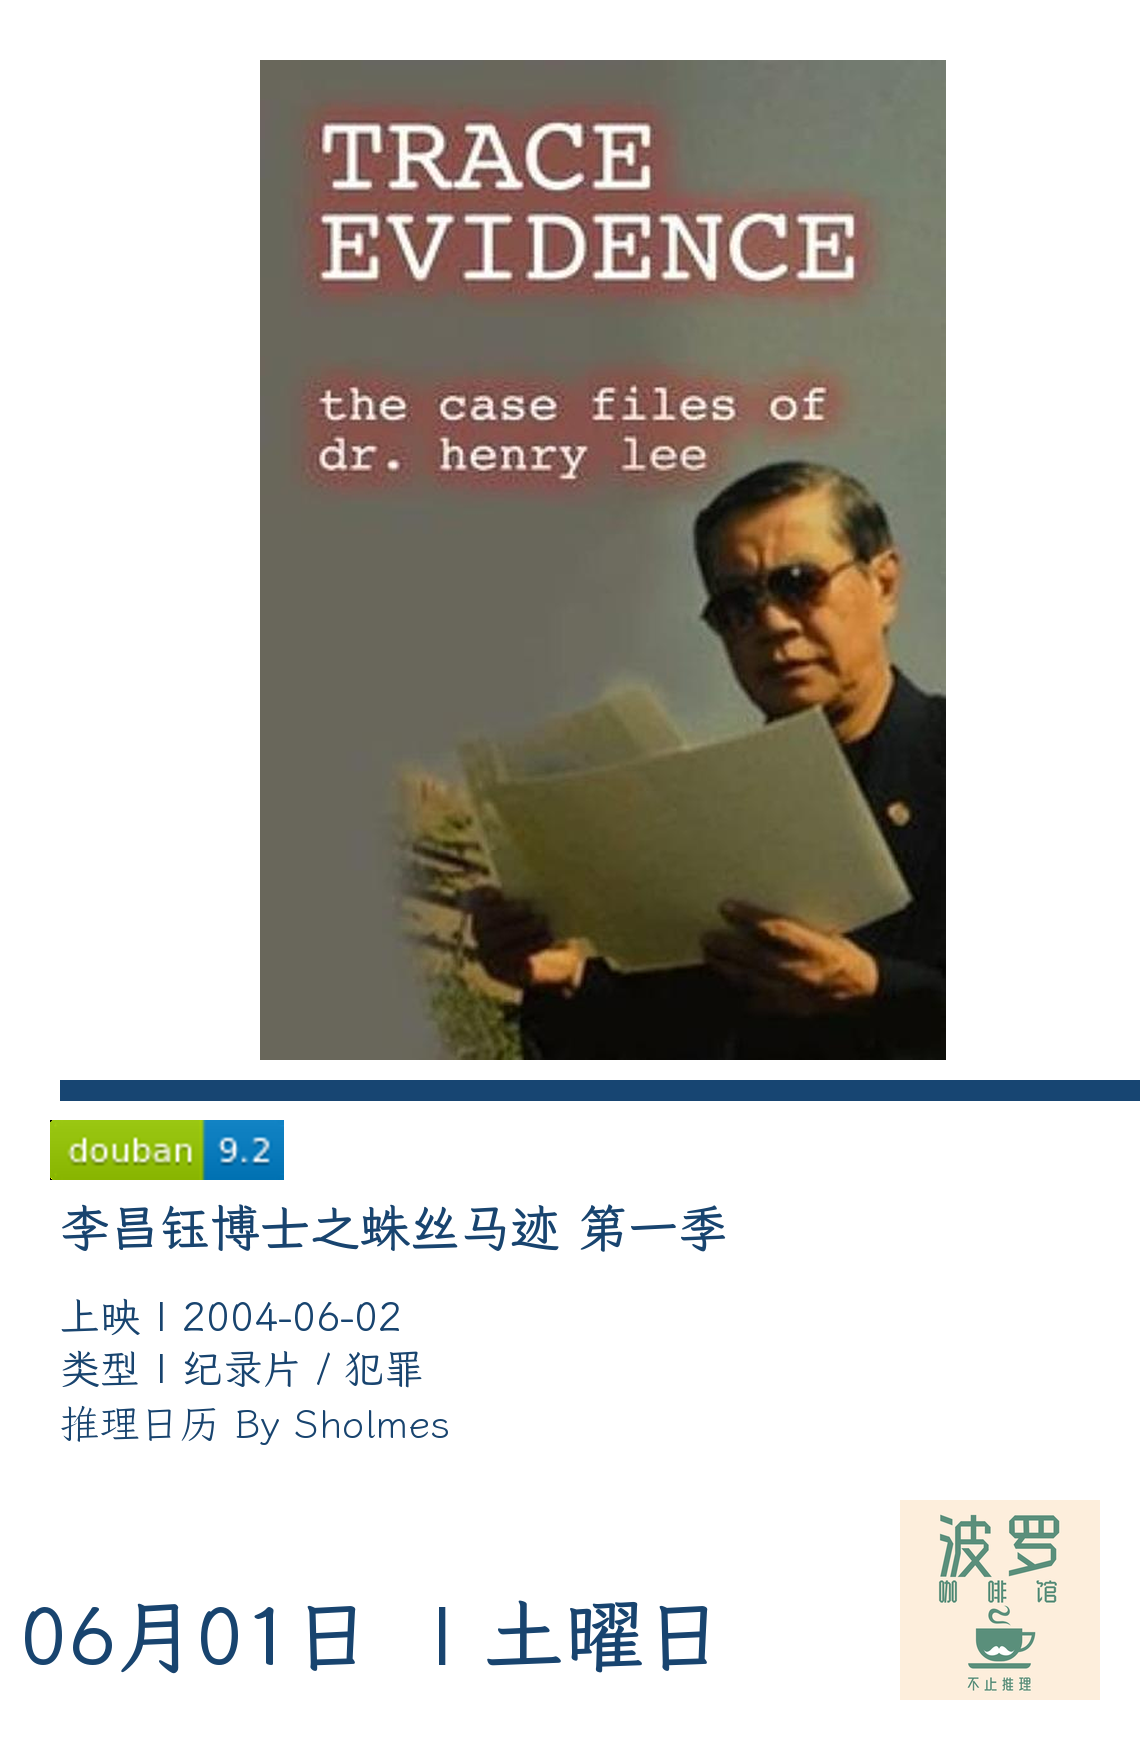 TRACE
EVIDENCE
the case files of
dr. henry lee
douban 9.2
李昌钰博士之蛛丝马迹 第一季
上映 | 2004-06-02
类型 | 纪录片 / 犯罪
推理日历 By Sholmes
波罗
咖啡馆
不止推理
06月01日 | 土曜日